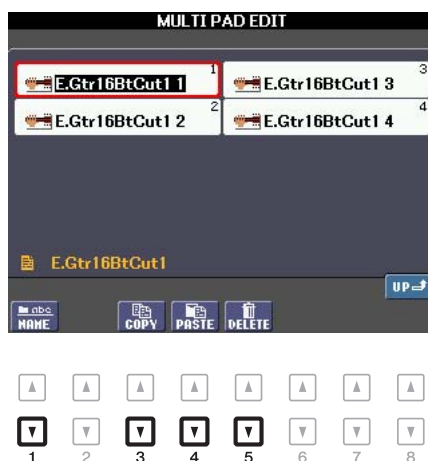 MULTI PAD EDIT
E.Gtr16BtCut1 1 1
E.Gtr16BtCut1 3 3
E.Gtr16BtCut1 2 2
E.Gtr16BtCut1 4 4
E.Gtr16BtCut1
UP
abc
NAME COPY PASTE DELETE
1 2 3 4 5 6 7 8